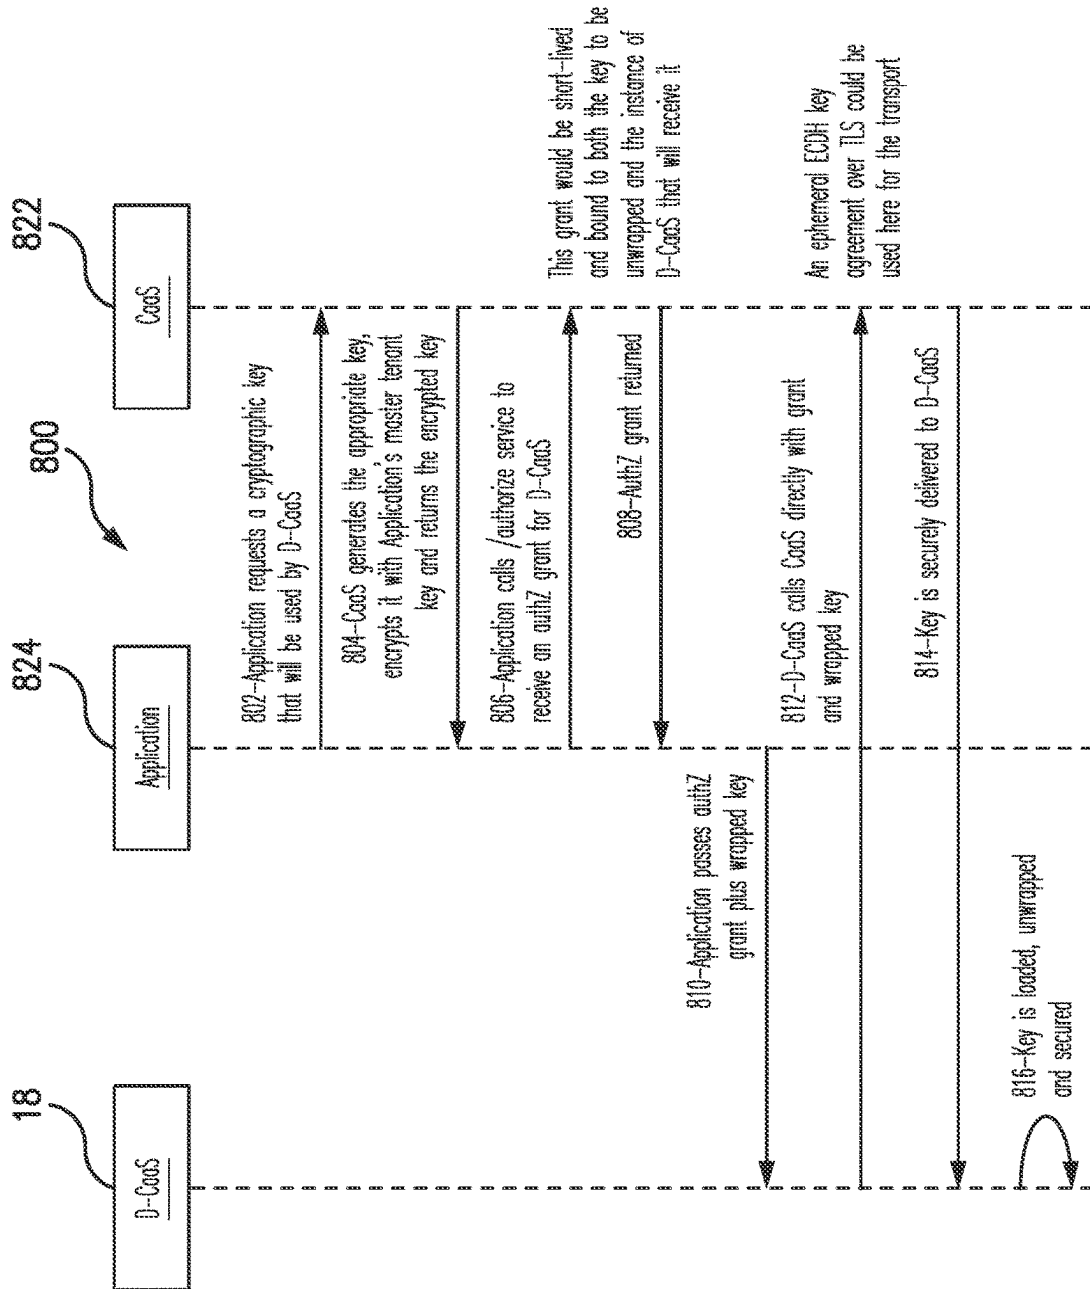 800
18
D-CaaS
824
Application
822
CaaS
802-Application requests a cryptographic key
that will be used by D-CaaS
804-CaaS generates the appropriate key,
encrypts it with Application's master tenant
key and returns the encrypted key
806-Application calls /authorize service to
receive an authZ grant for D-CaaS
This grant would be short-lived
and bound to both the key to be
unwrapped and the instance of
D-CaaS that will receive it
808-AuthZ grant returned
810-Application passes authZ
grant plus wrapped key
812-D-CaaS calls CaaS directly with grant
and wrapped key
An ephemeral ECDH key
agreement over TLS could be
used here for the transport
814-Key is securely delivered to D-CaaS
816-Key is loaded, unwrapped
and secured